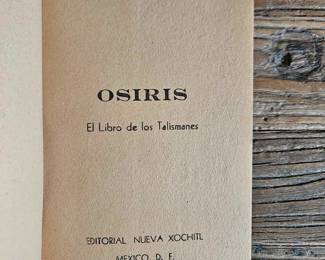 OSIRIS
El Libro de los Talismanes
EDITORIAL NUEVA XOCHITL
MEXICO, D. F.